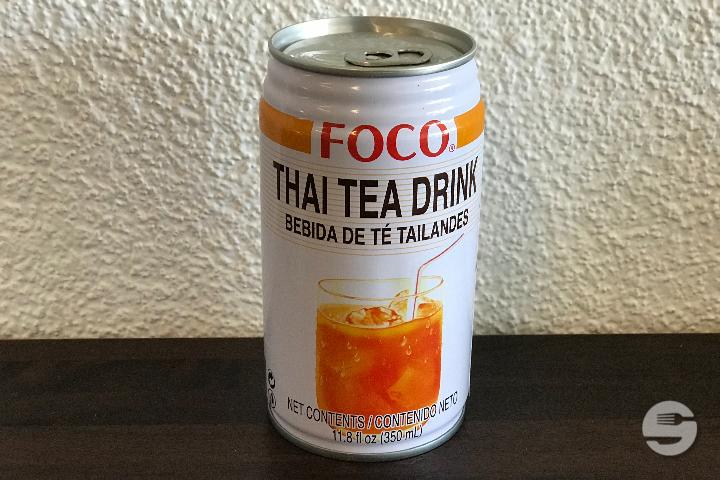 FOCO®
THAI TEA DRINK
BEBIDA DE TÉ TAILANDES
NET CONTENTS / CONTENIDO NETO
11.8 fl oz (350 mL)